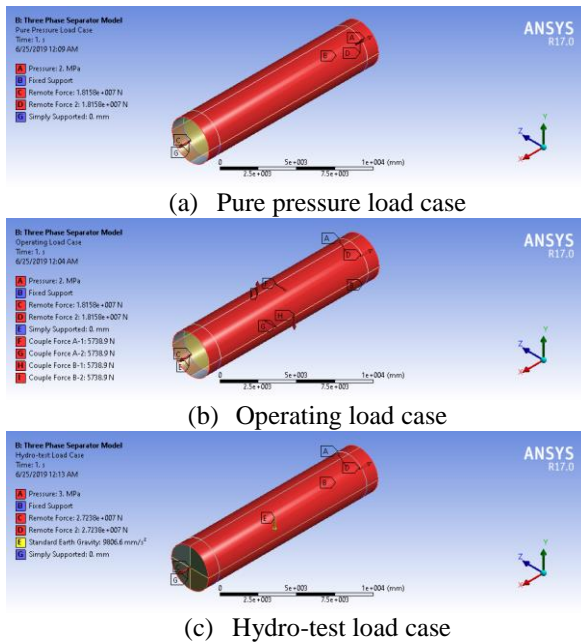 B: Three Phase Separator Model
Pure Pressure Load Case
Time: 1. s
6/25/2019 12:09 AM
A Pressure: 2. MPa
B Fixed Support
C Remote Force: 1.8158e+007 N
D Remote Force 2: 1.8158e+007 N
G Simply Supported: 0. mm
A
B
D
C
G
ANSYS
R17.0
Y
Z
X
0 5e+003 1e+004 (mm)
2.5e+003 7.5e+003
(a) Pure pressure load case
B: Three Phase Separator Model
Operating Load Case
Time: 1. s
6/25/2019 12:04 AM
A Pressure: 2. MPa
B Fixed Support
C Remote Force: 1.8158e+007 N
D Remote Force 2: 1.8158e+007 N
E Simply Supported: 0. mm
F Couple Force A-1: 5738.9 N
G Couple Force A-2: 5738.9 N
H Couple Force B-1: 5738.9 N
I Couple Force B-2: 5738.9 N
A
D
H
G
C
E
ANSYS
R17.0
Y
Z
X
0 5e+003 1e+004 (mm)
2.5e+003 7.5e+003
(b) Operating load case
B: Three Phase Separator Model
Hydro-test Load Case
Time: 1. s
6/25/2019 12:13 AM
A Pressure: 3. MPa
B Fixed Support
C Remote Force: 2.7238e+007 N
D Remote Force 2: 2.7238e+007 N
E Standard Earth Gravity: 9806.6 mm/s²
G Simply Supported: 0. mm
A
D
B
E
G
ANSYS
R17.0
Y
Z
X
0 5e+003 1e+004 (mm)
2.5e+003 7.5e+003
(c) Hydro-test load case